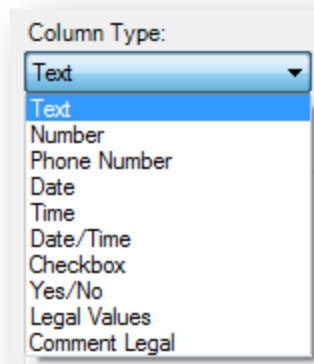 Column Type:
Text
Text
Number
Phone Number
Date
Time
Date/Time
Checkbox
Yes/No
Legal Values
Comment Legal